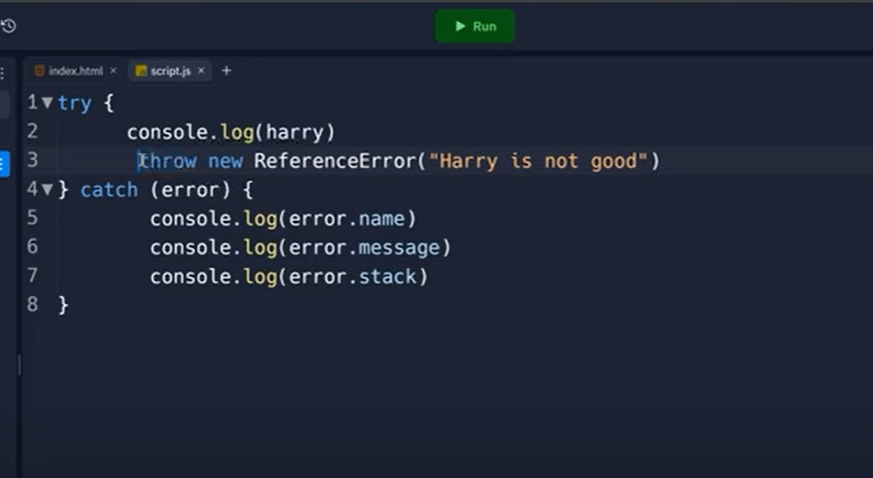 Run
index.html × script.js × +
1 try {
2 console.log(harry)
3 throw new ReferenceError("Harry is not good")
4 } catch (error) {
5 console.log(error.name)
6 console.log(error.message)
7 console.log(error.stack)
8 }